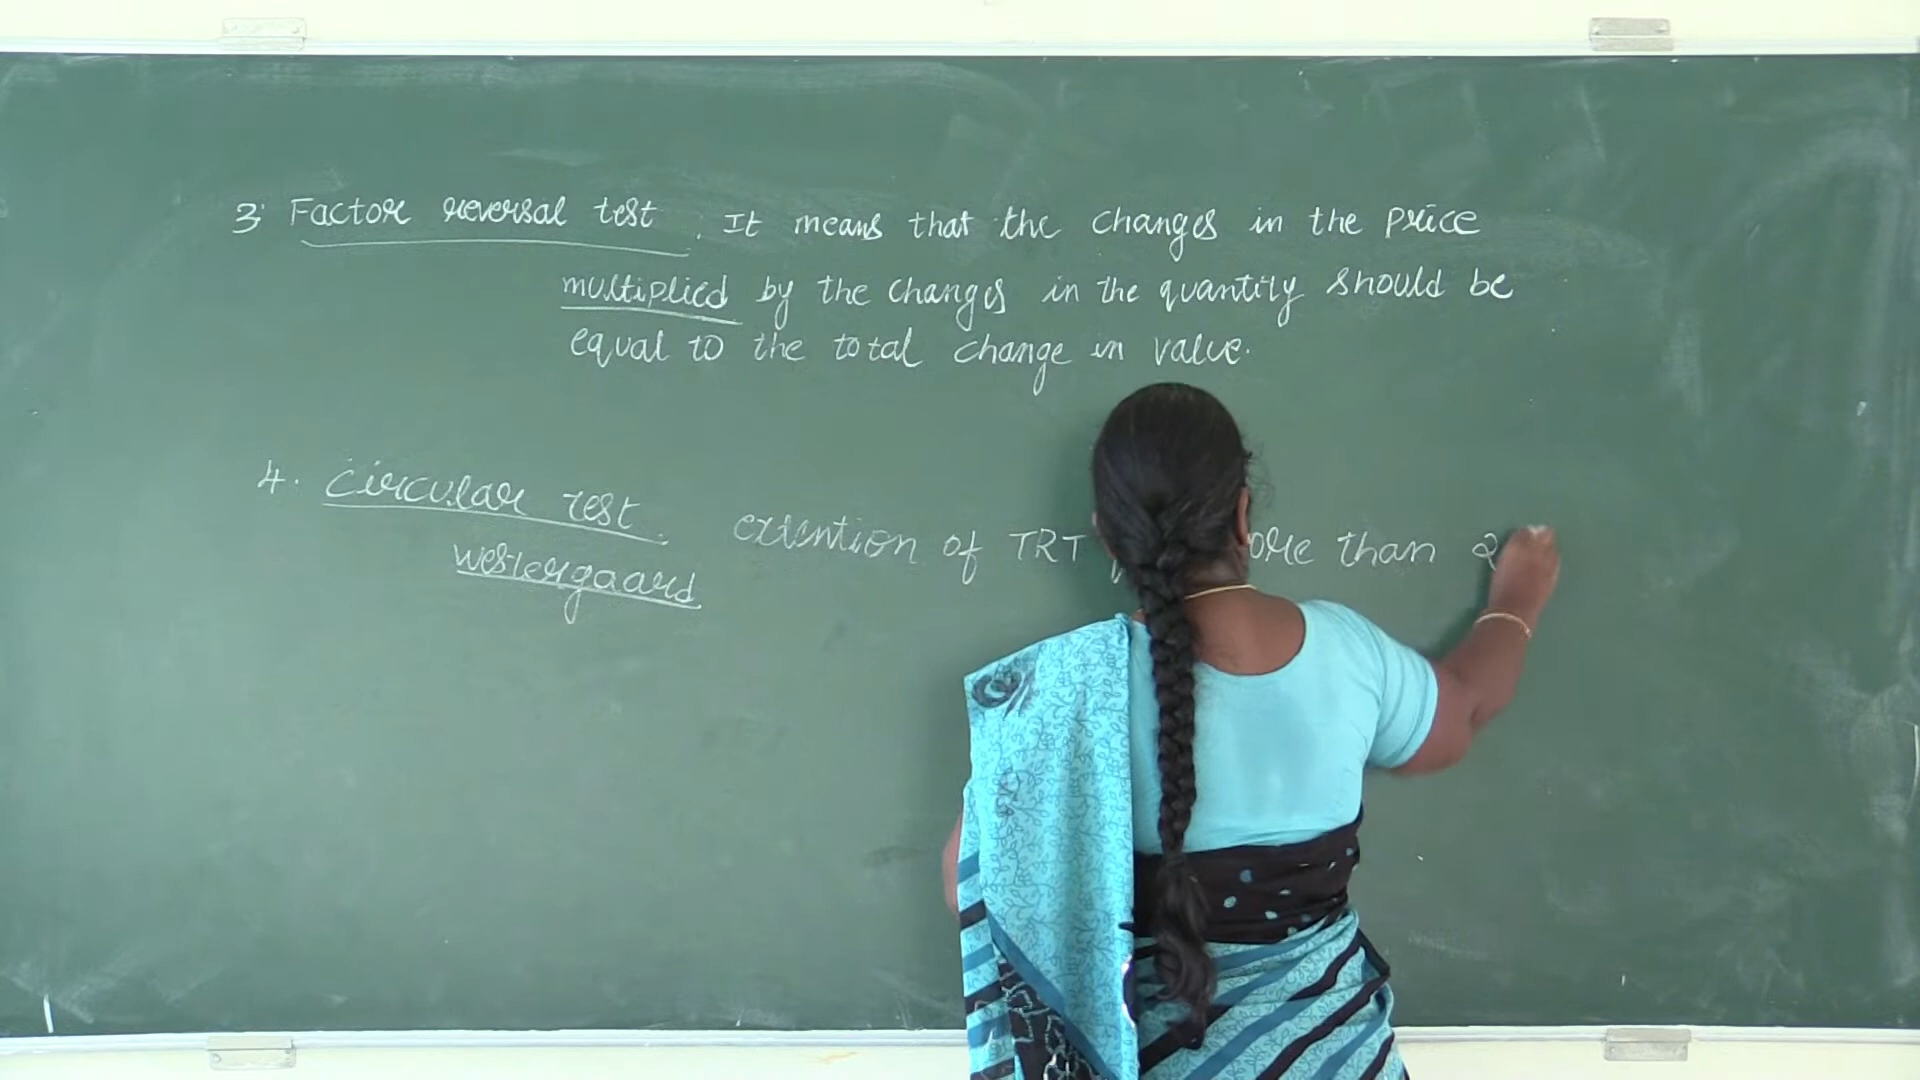 3. Factor reversal test. It means that the changes in the price
multiplied by the changes in the quantity should be
equal to the total change in value.
4. Circular test. extention of TRT than 2
Westergaard